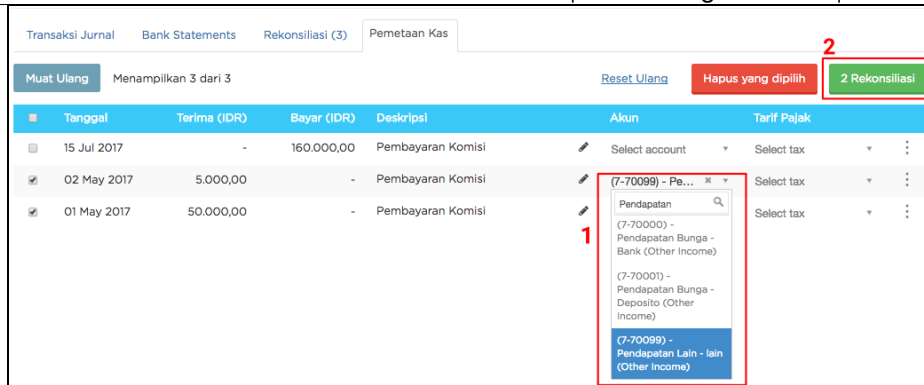 Transaksi Jurnal Bank Statements Rekonsiliasi (3) Pemetaan Kas
2
Muat Ulang Menampilkan 3 dari 3 Reset Ulang Hapus yang dipilih 2 Rekonsiliasi
Tanggal Terima (IDR) Bayar (IDR) Deskripsi Akun Tarif Pajak
15 Jul 2017 - 160.000,00 Pembayaran Komisi Select account Select tax
02 May 2017 5.000,00 - Pembayaran Komisi (7-70099) - Pe... Select tax
01 May 2017 50.000,00 - Pembayaran Komisi Pendapatan Select tax
1
(7-70000) -
Pendapatan Bunga -
Bank (Other Income)
(7-70001) -
Pendapatan Bunga -
Deposito (Other
Income)
(7-70099) -
Pendapatan Lain - lain
(Other Income)